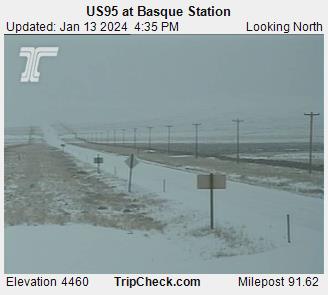 US95 at Basque Station
Updated: Jan 13 2024 4:35 PM Looking North
Elevation 4460 TripCheck.com Milepost 91.62